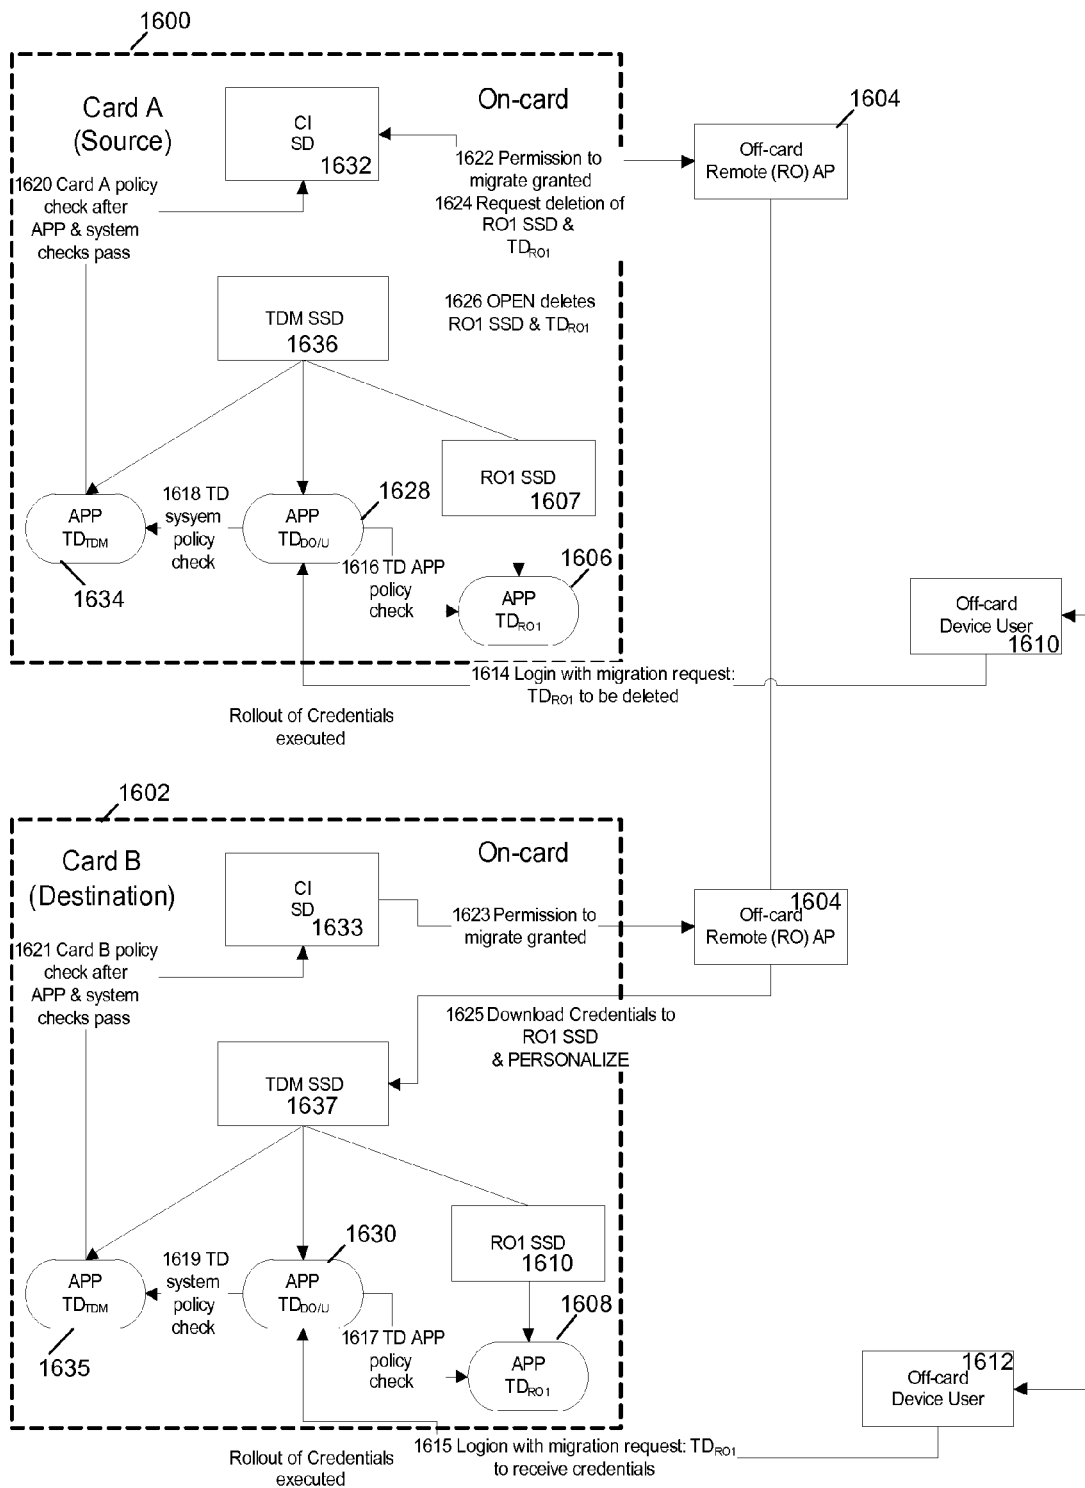 1600
Card A
(Source)
On-card
CI
SD
1632
1604
Off-card
Remote (RO) AP
1620 Card A policy
check after
APP & system
checks pass
1622 Permission to
migrate granted
1624 Request deletion of
RO1 SSD &
TDRO1
1626 OPEN deletes
RO1 SSD & TDRO1
TDM SSD
1636
RO1 SSD
1607
APP
TDTDM
1634
1618 TD
sysyem
policy
check
APP
TDDO/U
1628
1616 TD APP
policy
check
1606
APP
TDRO1
Off-card
Device User
1610
1614 Login with migration request:
TDRO1 to be deleted
Rollout of Credentials
executed
1602
Card B
(Destination)
On-card
CI
SD
1633
1604
Off-card
Remote (RO) AP
1621 Card B policy
check after
APP & system
checks pass
1623 Permission to
migrate granted
1625 Download Credentials to
RO1 SSD
& PERSONALIZE
TDM SSD
1637
RO1 SSD
1610
APP
TDTDM
1635
1619 TD
system
policy
check
APP
TDDO/U
1630
1617 TD APP
policy
check
1608
APP
TDRO1
1612
Off-card
Device User
1615 Logion with migration request: TDRO1
to receive credentials
Rollout of Credentials
executed